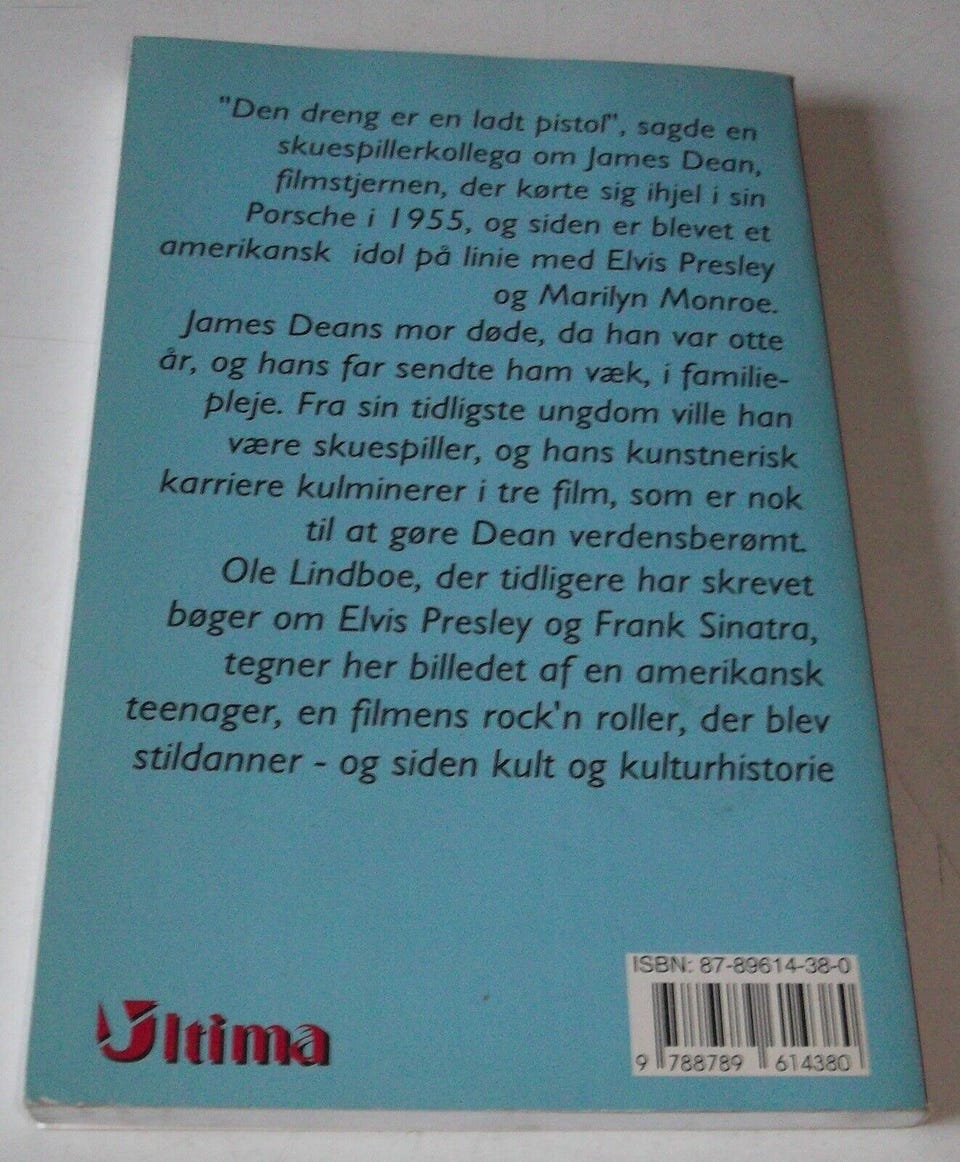 "Den dreng er en ladt pistol", sagde en
skuespillerkollega om James Dean,
filmstjernen, der kørte sig ihjel i sin
Porsche i 1955, og siden er blevet et
amerikansk idol på linie med Elvis Presley
og Marilyn Monroe.
James Deans mor døde, da han var otte
år, og hans far sendte ham væk, i familie-
pleje. Fra sin tidligste ungdom ville han
være skuespiller, og hans kunstnerisk
karriere kulminerer i tre film, som er nok
til at gøre Dean verdensberømt.
Ole Lindboe, der tidligere har skrevet
bøger om Elvis Presley og Frank Sinatra,
tegner her billedet af en amerikansk
teenager, en filmens rock'n roller, der blev
stildanner - og siden kult og kulturhistorie
ISBN: 87-89614-38-0
9 788789 614380
Ultima